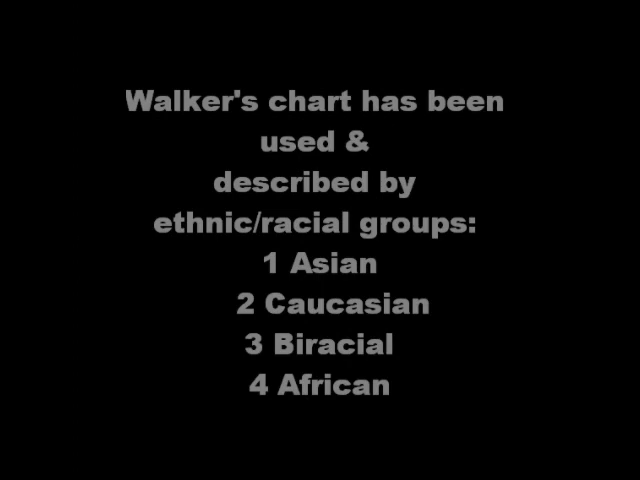 Walker's chart has been
used &
described by
ethnic/racial groups:
1 Asian
2 Caucasian
3 Biracial
4 African